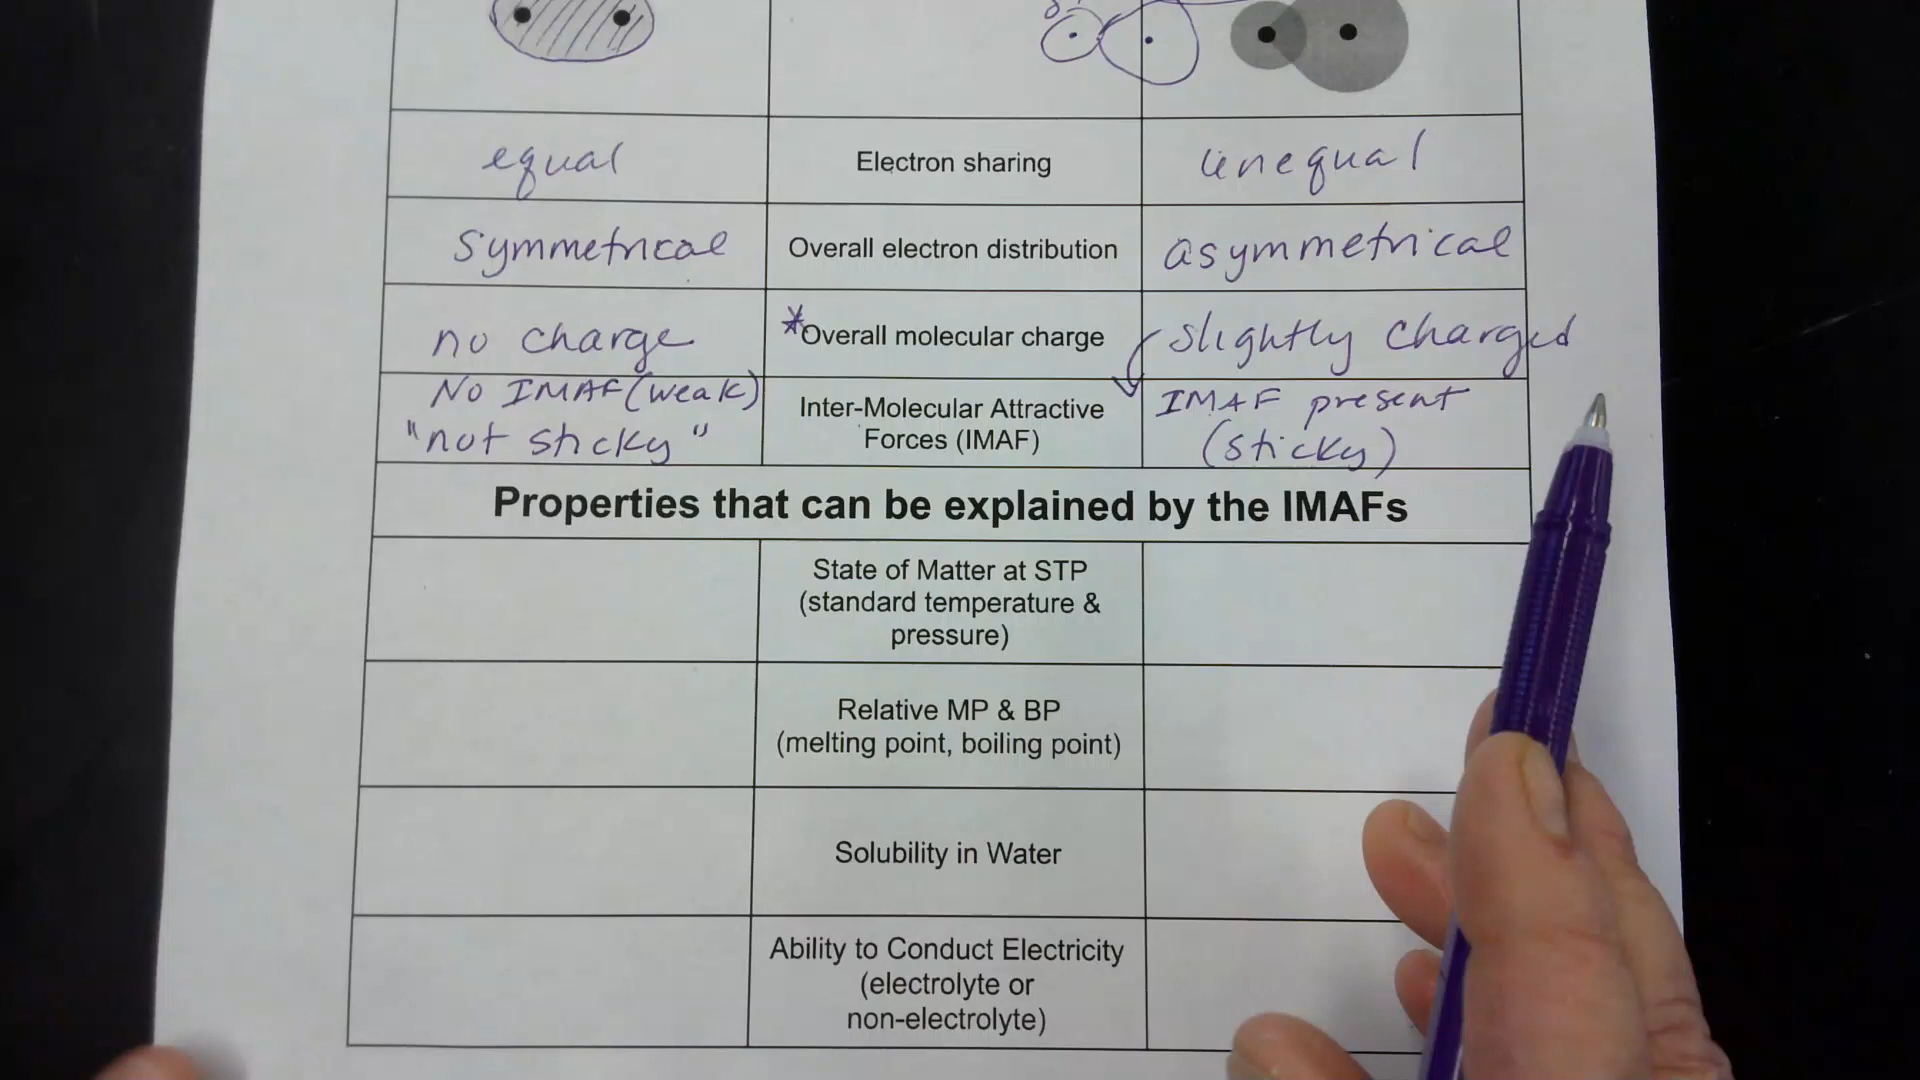 equal
Electron sharing
unequal
symmetrical
Overall electron distribution
asymmetrical
no charge
*Overall molecular charge
slightly charged
No IMAF (weak)
"not sticky"
Inter-Molecular Attractive
Forces (IMAF)
IMAF present
(sticky)
Properties that can be explained by the IMAFs
State of Matter at STP
(standard temperature &
pressure)
Relative MP & BP
(melting point, boiling point)
Solubility in Water
Ability to Conduct Electricity
(electrolyte or
non-electrolyte)